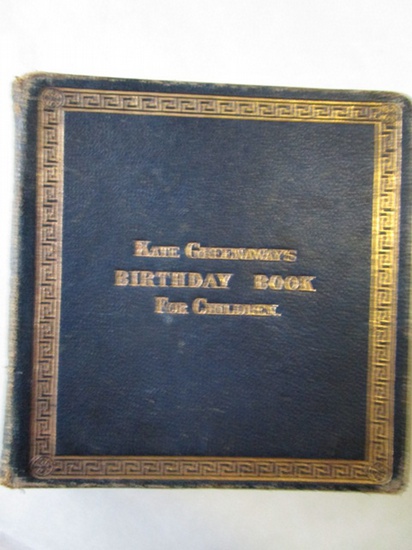 KATE GREENAWAY'S
BIRTHDAY BOOK
FOR CHILDREN.